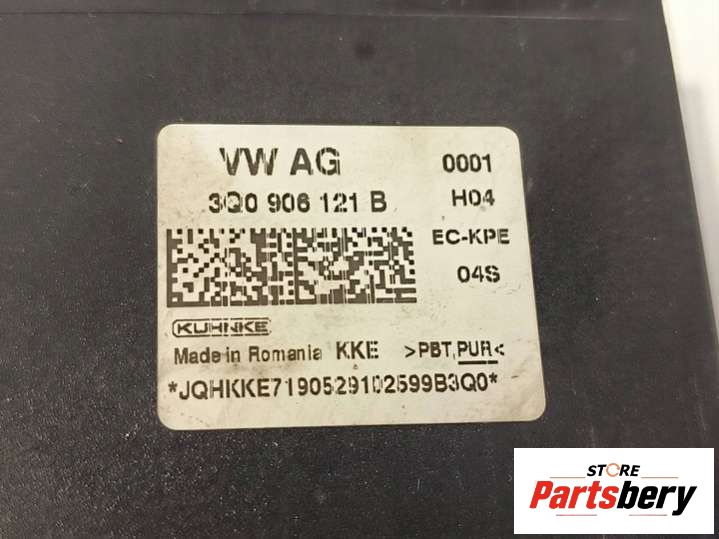 VW AG 0001
3Q0 906 121 B H04
EC-KPE
04S
KUHNKE
Made in Romania KKE >PBT,PUR<
*JQHKKE7190529102599B3Q0*
STORE
Partsbery